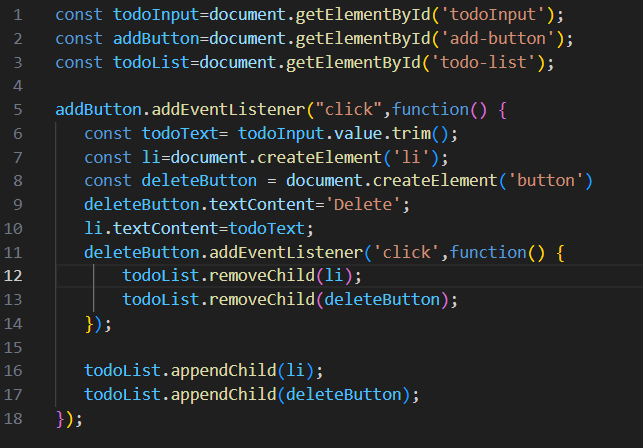 1 const todoInput=document.getElementById('todoInput');
2 const addButton=document.getElementById('add-button');
3 const todoList=document.getElementById('todo-list');
4
5 addButton.addEventListener("click",function() {
6     const todoText= todoInput.value.trim();
7     const li=document.createElement('li');
8     const deleteButton = document.createElement('button')
9     deleteButton.textContent='Delete';
10     li.textContent=todoText;
11     deleteButton.addEventListener('click',function() {
12         todoList.removeChild(li);
13         todoList.removeChild(deleteButton);
14     });
15
16     todoList.appendChild(li);
17     todoList.appendChild(deleteButton);
18 });